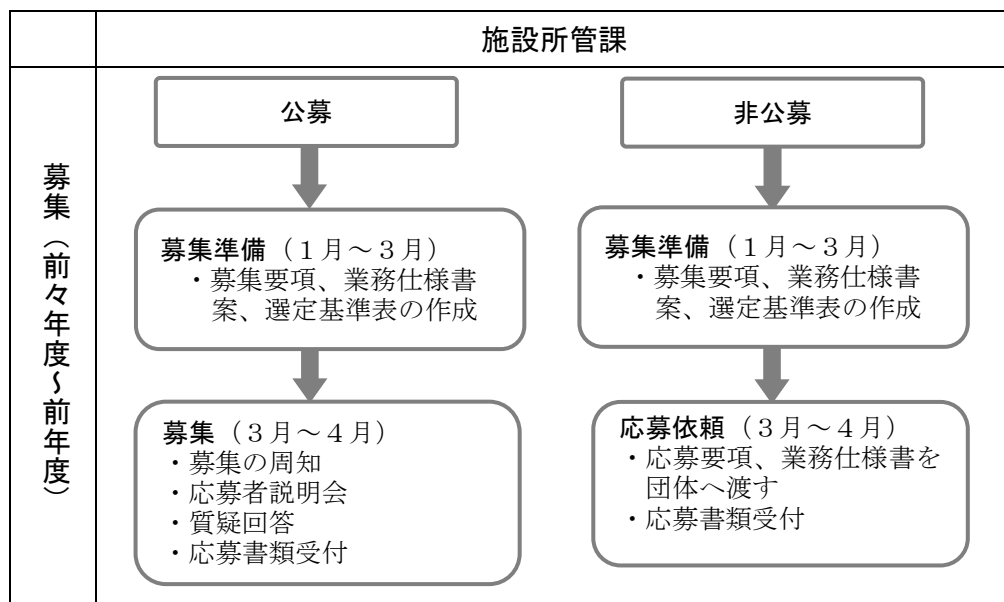 施設所管課
募集（前々年度～前年度）
公募
募集準備（１月～３月）
・募集要項、業務仕様書
案、選定基準表の作成
募集（３月～４月）
・募集の周知
・応募者説明会
・質疑回答
・応募書類受付
非公募
募集準備（１月～３月）
・募集要項、業務仕様書
案、選定基準表の作成
応募依頼（３月～４月）
・応募要項、業務仕様書を
団体へ渡す
・応募書類受付